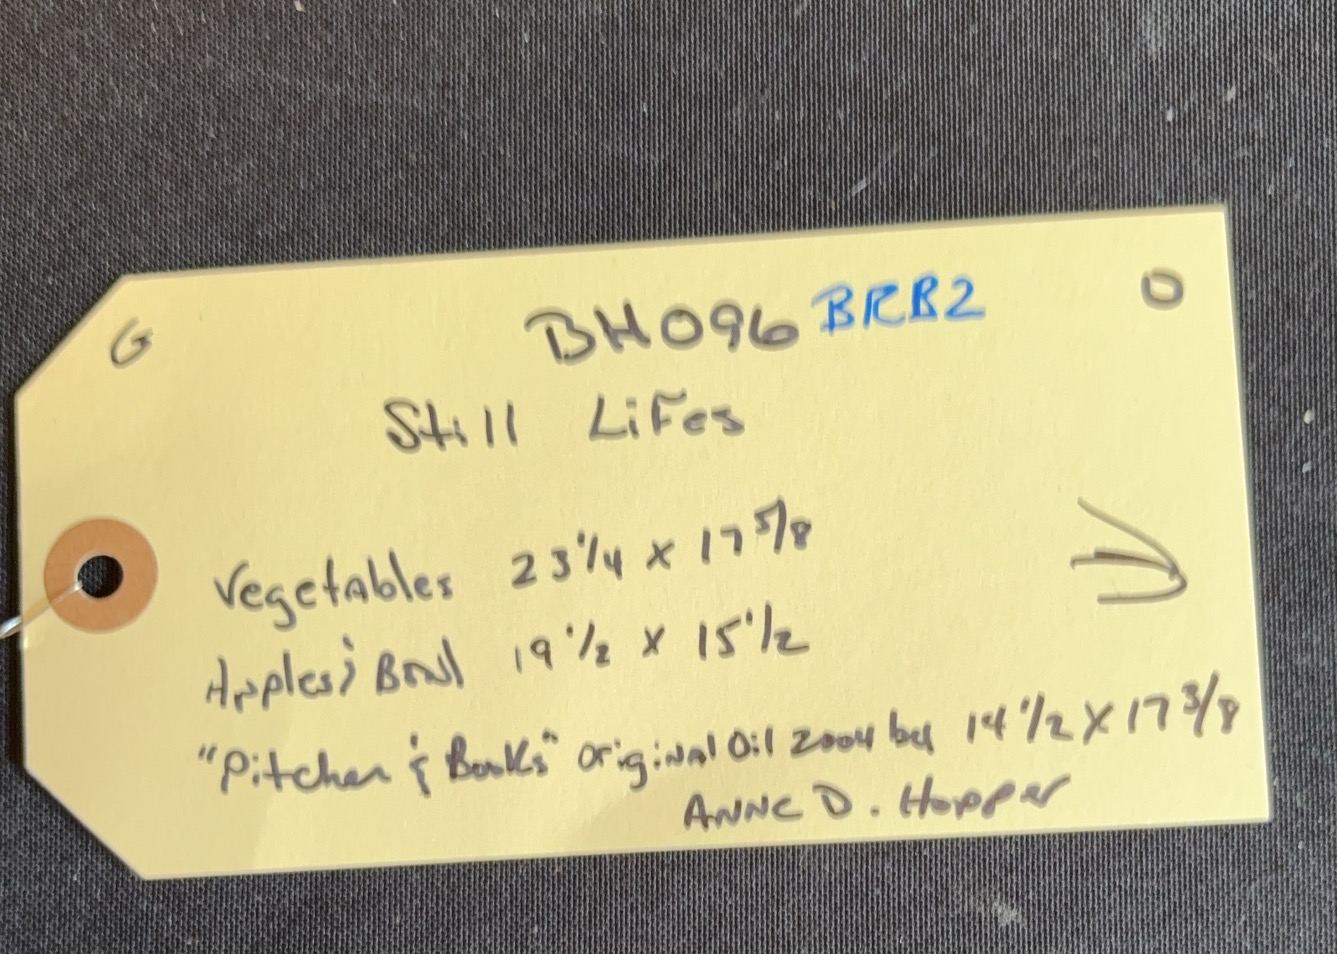 G BH096 BRB2 O
Still Lifes
Vegetables 23 1/4 x 17 5/8
Apples & Bowl 19 1/2 x 15 1/2
"Pitcher & Books" Original Oil 2004 by 14 1/2 X 17 3/8
ANNE D. Hopper